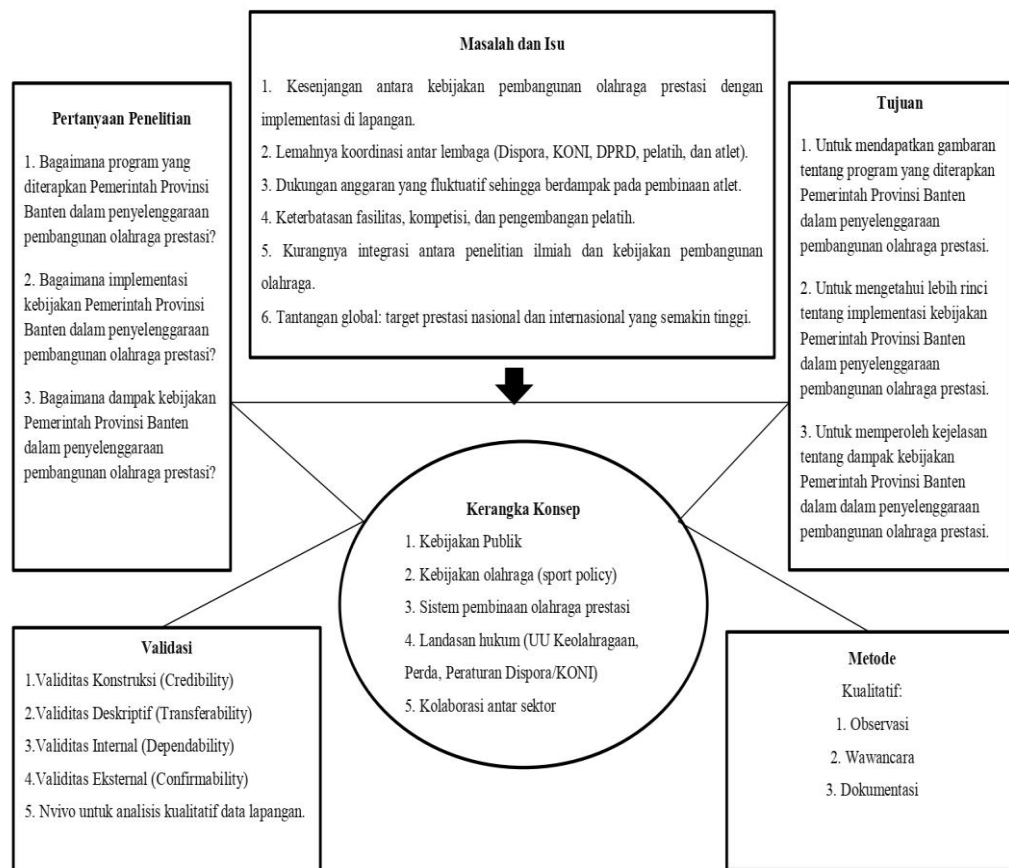 Masalah dan Isu
1. Kesenjangan antara kebijakan pembangunan olahraga prestasi dengan
implementasi di lapangan.
2. Lemahnya koordinasi antar lembaga (Dispora, KONI, DPRD, pelatih, dan atlet).
3. Dukungan anggaran yang fluktuatif sehingga berdampak pada pembinaan atlet.
4. Keterbatasan fasilitas, kompetisi, dan pengembangan pelatih.
5. Kurangnya integrasi antara penelitian ilmiah dan kebijakan pembangunan
olahraga.
6. Tantangan global: target prestasi nasional dan internasional yang semakin tinggi.
Pertanyaan Penelitian
1. Bagaimana program yang
diterapkan Pemerintah Provinsi
Banten dalam penyelenggaraan
pembangunan olahraga prestasi?
2. Bagaimana implementasi
kebijakan Pemerintah Provinsi
Banten dalam penyelenggaraan
pembangunan olahraga prestasi?
3. Bagaimana dampak kebijakan
Pemerintah Provinsi Banten
dalam penyelenggaraan
pembangunan olahraga prestasi?
Tujuan
1. Untuk mendapatkan gambaran
tentang program yang diterapkan
Pemerintah Provinsi Banten
dalam penyelenggaraan
pembangunan olahraga prestasi.
2. Untuk mengetahui lebih rinci
tentang implementasi kebijakan
Pemerintah Provinsi Banten
dalam penyelenggaraan
pembangunan olahraga prestasi.
3. Untuk memperoleh kejelasan
tentang dampak kebijakan
Pemerintah Provinsi Banten
dalam dalam penyelenggaraan
pembangunan olahraga prestasi.
Kerangka Konsep
1. Kebijakan Publik
2. Kebijakan olahraga (sport policy)
3. Sistem pembinaan olahraga prestasi
4. Landasan hukum (UU Keolahragaan,
Perda, Peraturan Dispora/KONI)
5. Kolaborasi antar sektor
Validasi
1.Validitas Konstruksi (Credibility)
2.Validitas Deskriptif (Transferability)
3.Validitas Internal (Dependability)
4.Validitas Eksternal (Confirmability)
5. Nvivo untuk analisis kualitatif data lapangan.
Metode
Kualitatif:
1. Observasi
2. Wawancara
3. Dokumentasi